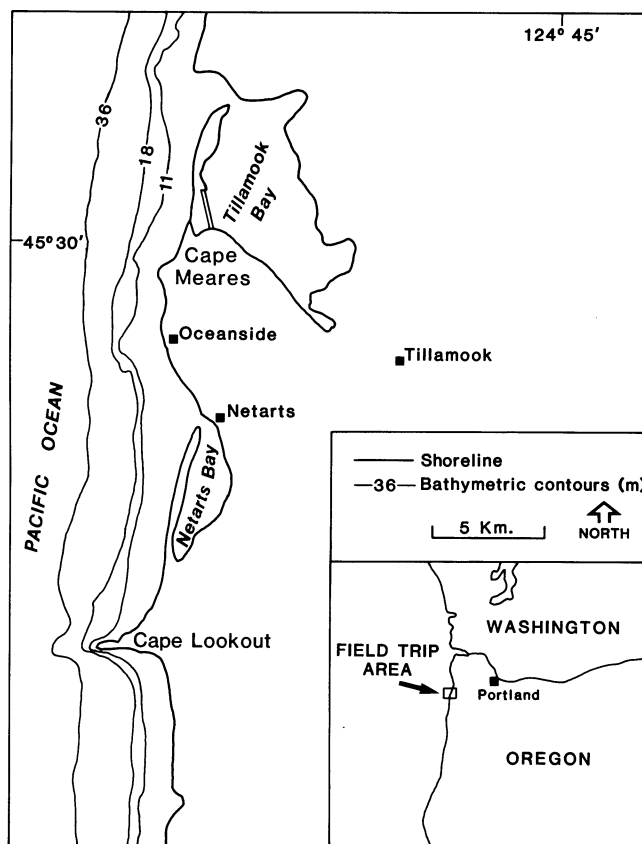 124° 45'
36
18
11
Tillamook
Bay
45° 30'
Cape
Meares
Oceanside
Tillamook
Netarts
PACIFIC OCEAN
Netarts Bay
Shoreline
36 Bathymetric contours (m)
5 Km.
NORTH
Cape Lookout
WASHINGTON
FIELD TRIP
AREA
Portland
OREGON